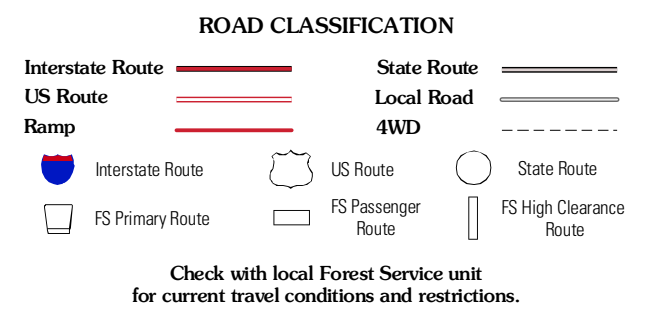 ROAD CLASSIFICATION
Interstate Route
State Route
US Route
Local Road
Ramp
4WD
Interstate Route
US Route
State Route
FS Primary Route
FS Passenger
Route
FS High Clearance
Route
Check with local Forest Service unit
for current travel conditions and restrictions.